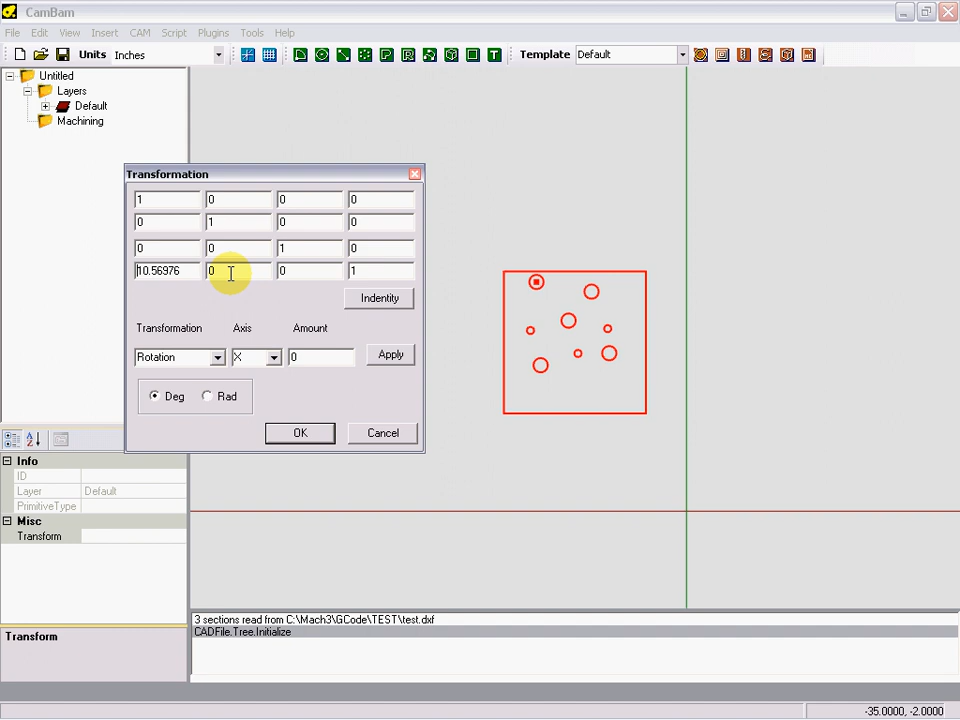 CamBam
File Edit View Insert CAM Script Plugins Tools Help
Units Inches Template Default
Untitled
Layers
Default
Machining
Transformation
1 0 0 0
0 1 0 0
0 0 1 0
10.56976 0 0 1
Indentity
Transformation Axis Amount
Rotation X 0 Apply
Deg Rad
OK Cancel
Info
ID
Layer Default
PrimitiveType
Misc
Transform
Transform
3 sections read from C:\Mach3\GCode\TEST\test.dxf
CADFile.Tree.Initialize
-35.0000, -2.0000